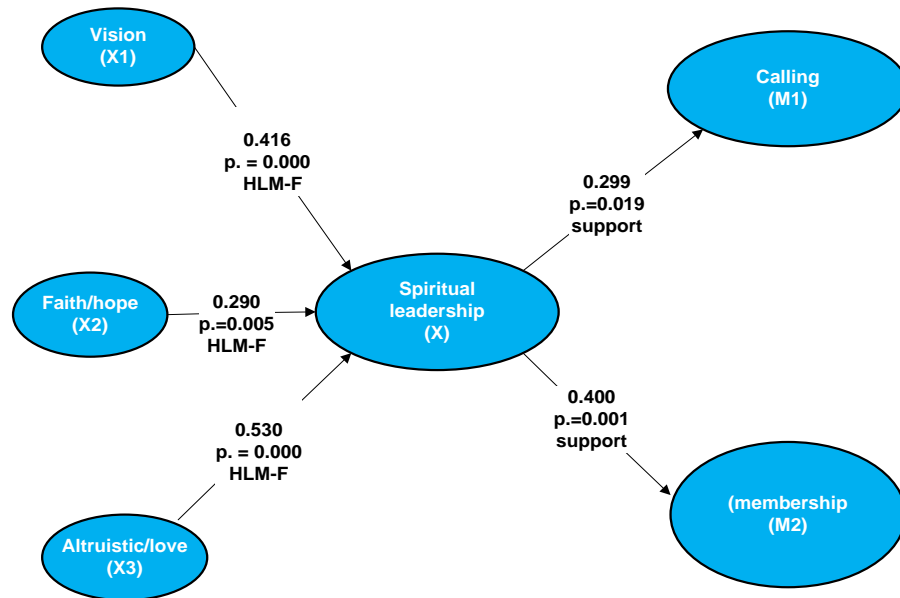 Vision
(X1)
Calling
(M1)
0.416
p. = 0.000
HLM-F
0.299
p.=0.019
support
Faith/hope
(X2)
0.290
p.=0.005
HLM-F
Spiritual
leadership
(X)
0.530
p. = 0.000
HLM-F
0.400
p.=0.001
support
Altruistic/love
(X3)
(membership
(M2)